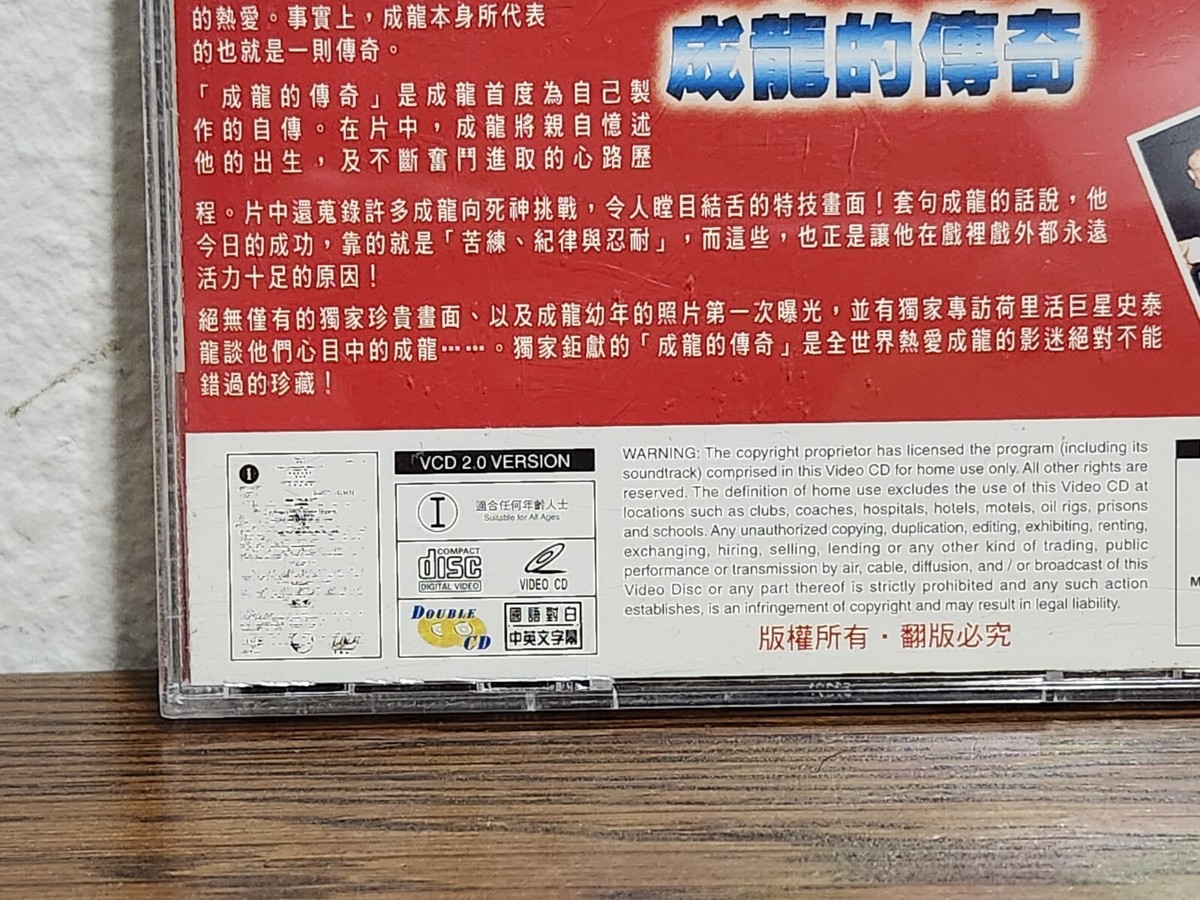 的熱愛。事實上，成龍本身所代表
的也就是一則傳奇。
成龍的傳奇
「成龍的傳奇」是成龍首度為自己製
作的自傳。在片中，成龍將親自憶述
他的出生，及不斷奮鬥進取的心路歷
程。片中還蒐錄許多成龍向死神挑戰，令人瞠目結舌的特技畫面！套句成龍的話說，他
今日的成功，靠的就是「苦練、紀律與忍耐」，而這些，也正是讓他在戲裡戲外都永遠
活力十足的原因！
絕無僅有的獨家珍貴畫面、以及成龍幼年的照片第一次曝光，並有獨家專訪荷里活巨星史泰
龍談他們心目中的成龍……。獨家鉅獻的「成龍的傳奇」是全世界熱愛成龍的影迷絕對不能
錯過的珍藏！
I
VCD 2.0 VERSION
I
適合任何年齡人士
Suitable for All Ages
COMPACT
disc
DIGITAL VIDEO
VIDEO CD
DOUBLE
CD
國語對白
中英文字幕
WARNING: The copyright proprietor has licensed the program (including its
soundtrack) comprised in this Video CD for home use only. All other rights are
reserved. The definition of home use excludes the use of this Video CD at
locations such as clubs, coaches, hospitals, hotels, motels, oil rigs, prisons
and schools. Any unauthorized copying, duplication, editing, exhibiting, renting,
exchanging, hiring, selling, lending or any other kind of trading, public
performance or transmission by air, cable, diffusion, and / or broadcast of this
Video Disc or any part thereof is strictly prohibited and any such action
establishes, is an infringement of copyright and may result in legal liability.
版權所有・翻版必究